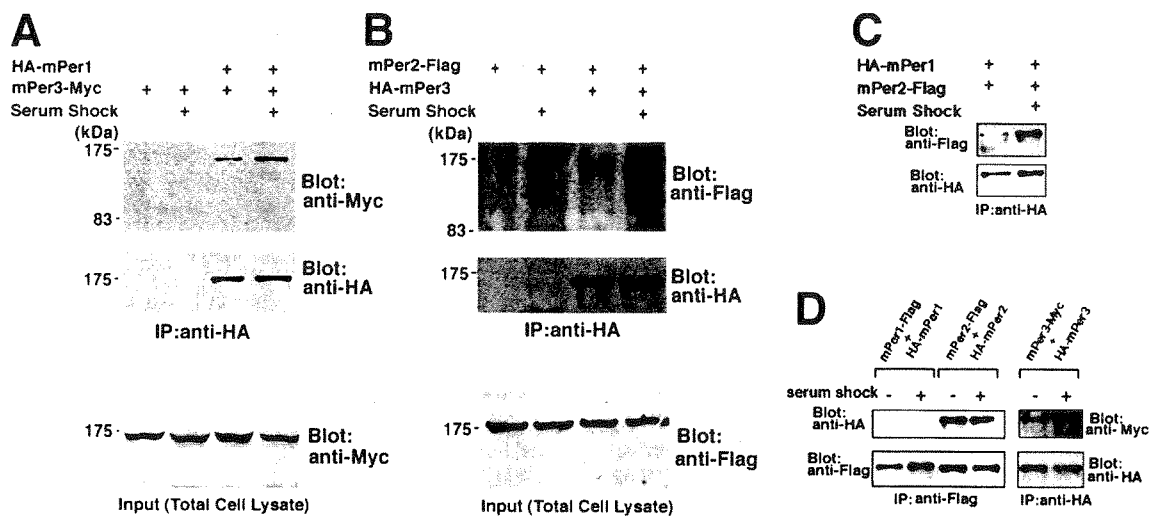 A
HA-mPer1 + +
mPer3-Myc + + + +
Serum Shock + +
(kDa)
175-
83-
Blot:
anti-Myc
175-
Blot:
anti-HA
IP:anti-HA
175-
Blot:
anti-Myc
Input (Total Cell Lysate)
B
mPer2-Flag + + + +
HA-mPer3 + +
Serum Shock + +
(kDa)
175-
83-
Blot:
anti-Flag
175-
Blot:
anti-HA
IP:anti-HA
175-
Blot:
anti-Flag
Input (Total Cell Lysate)
C
HA-mPer1 + +
mPer2-Flag + +
Serum Shock +
Blot:
anti-Flag
Blot:
anti-HA
IP:anti-HA
D
mPer1-Flag
+
HA-mPer1
mPer2-Flag
+
HA-mPer2
mPer3-Myc
+
HA-mPer3
serum shock - + - + - +
Blot:
anti-HA
Blot:
anti-Myc
Blot:
anti-Flag
Blot:
anti-HA
IP: anti-Flag
IP:anti-HA